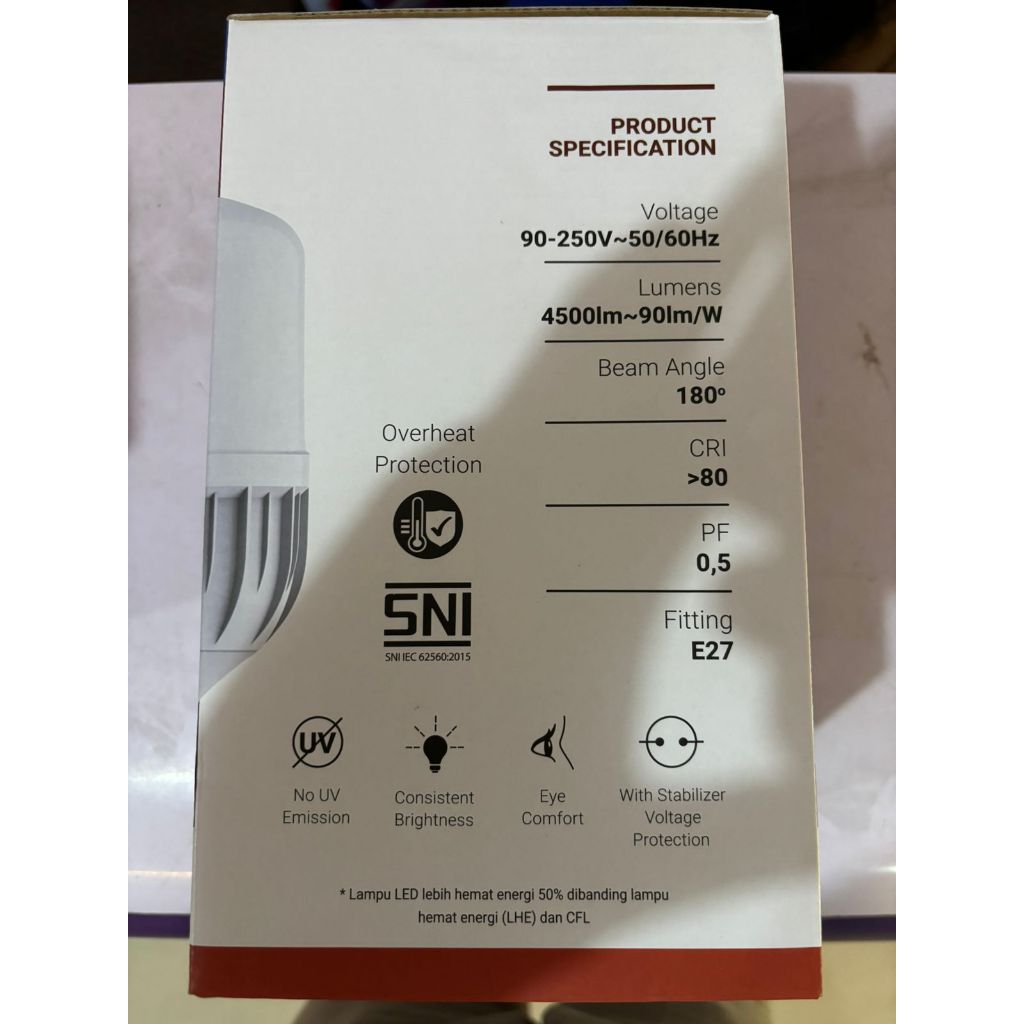 PRODUCT
SPECIFICATION
Voltage
90-250V~50/60Hz
Lumens
4500lm~90lm/W
Beam Angle
180º
CRI
>80
PF
0,5
Fitting
E27
Overheat
Protection
SNI
SNI IEC 62560:2015
UV
No UV
Emission
Consistent
Brightness
Eye
Comfort
With Stabilizer
Voltage
Protection
* Lampu LED lebih hemat energi 50% dibanding lampu
hemat energi (LHE) dan CFL